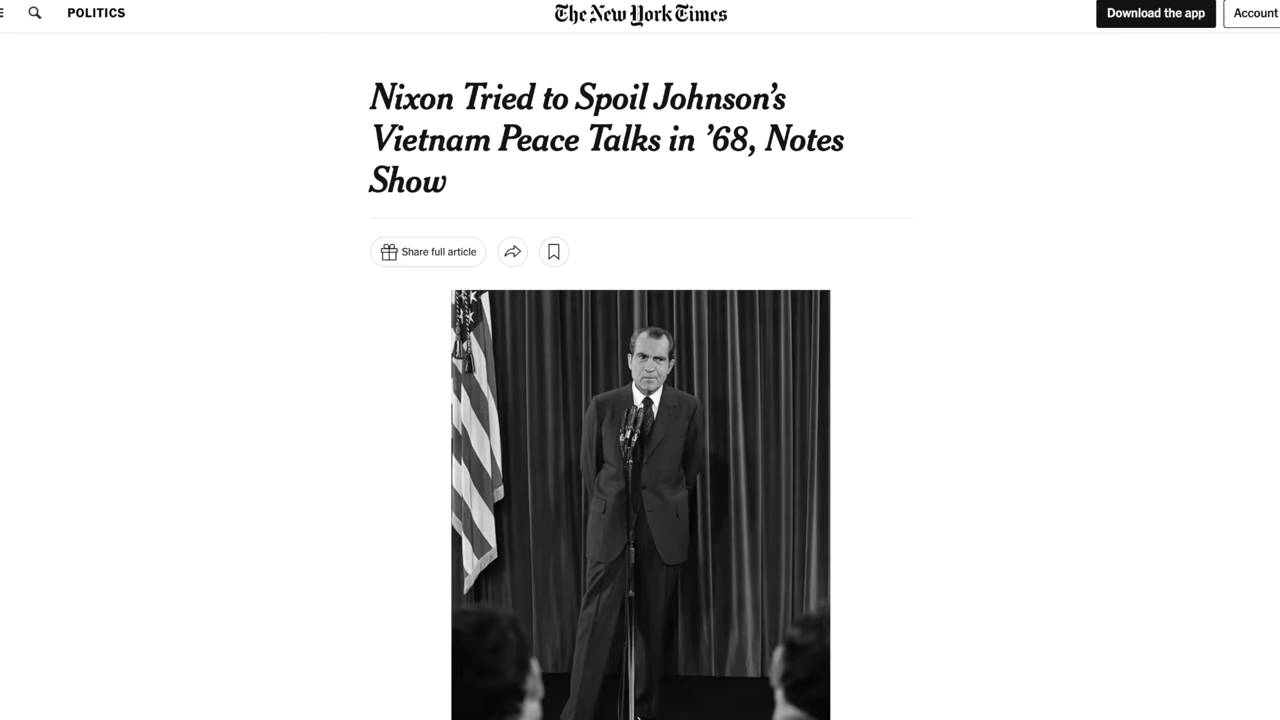 POLITICS
The New York Times
Download the app
Account
Nixon Tried to Spoil Johnson’s
Vietnam Peace Talks in ’68, Notes
Show
Share full article